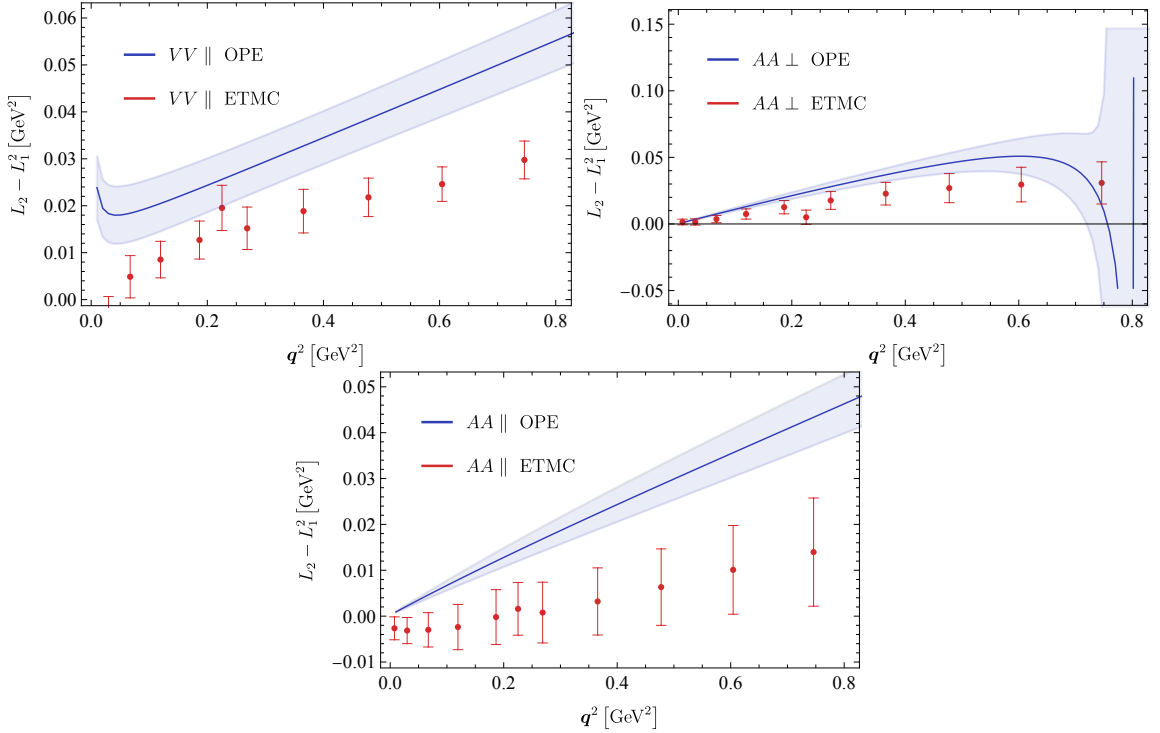 0.06
0.05
0.04
0.03
0.02
0.01
0.00
L₂ − L₁² [GeV²]
VV ∥ OPE
VV ∥ ETMC
0.0 0.2 0.4 0.6 0.8
q² [GeV²]
0.15
0.10
0.05
0.00
−0.05
L₂ − L₁² [GeV²]
AA ⊥ OPE
AA ⊥ ETMC
0.0 0.2 0.4 0.6 0.8
q² [GeV²]
0.05
0.04
0.03
0.02
0.01
0.00
−0.01
L₂ − L₁² [GeV²]
AA ∥ OPE
AA ∥ ETMC
0.0 0.2 0.4 0.6 0.8
q² [GeV²]